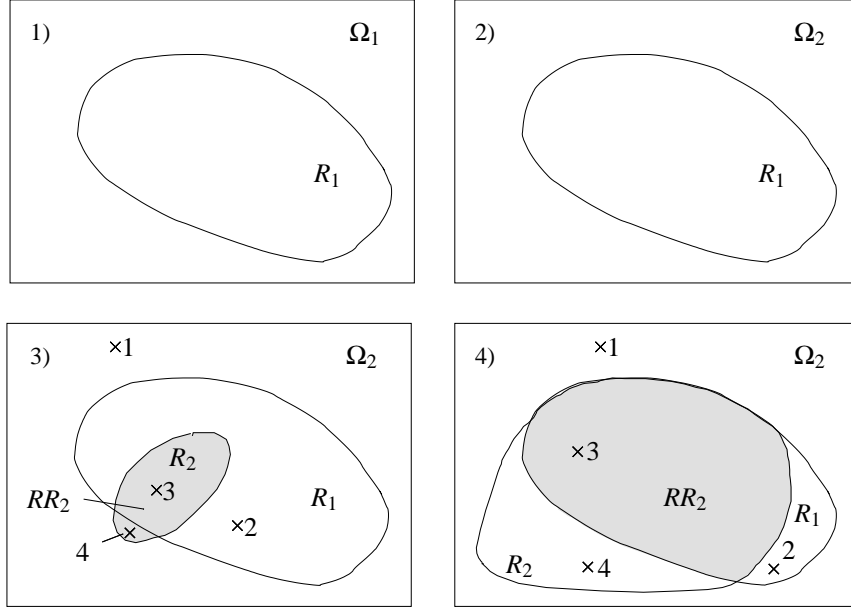 1) Ω₁
R₁
2) Ω₂
R₁
3) ×1 Ω₂
R₂
×3
RR₂
R₁
×2
4
4) ×1 Ω₂
×3
RR₂
R₁
2
R₂ ×4